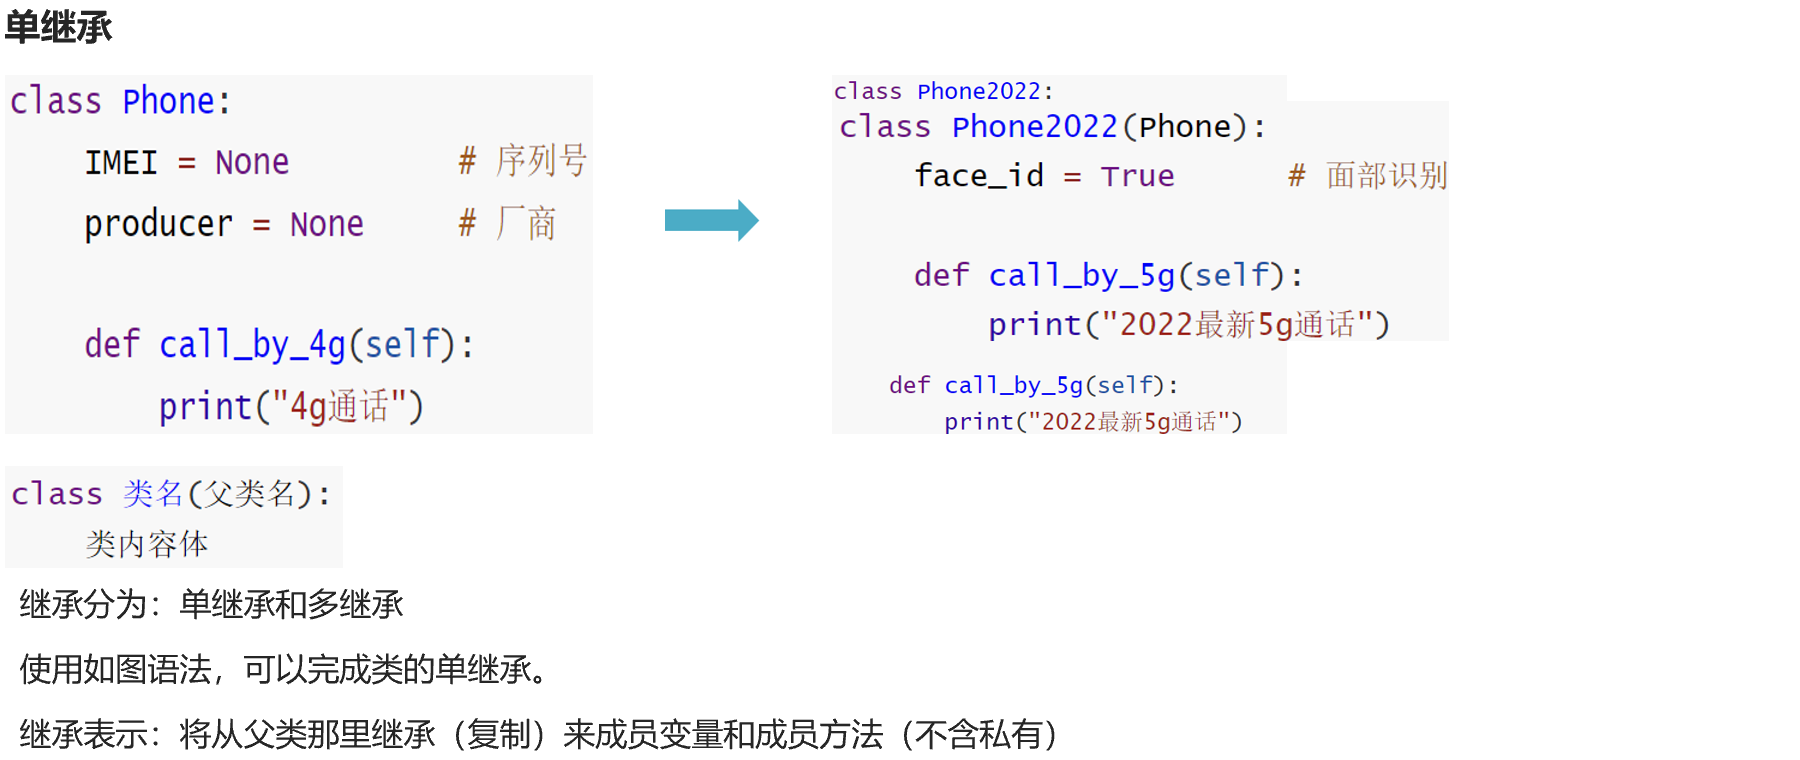 单继承
class Phone:
    IMEI = None         # 序列号
    producer = None     # 厂商
    def call_by_4g(self):
        print("4g通话")
class Phone2022:
class Phone2022(Phone):
    face_id = True      # 面部识别
    def call_by_5g(self):
        print("2022最新5g通话")
    def call_by_5g(self):
        print("2022最新5g通话")
class 类名(父类名):
    类内容体
继承分为：单继承和多继承
使用如图语法，可以完成类的单继承。
继承表示：将从父类那里继承（复制）来成员变量和成员方法（不含私有）